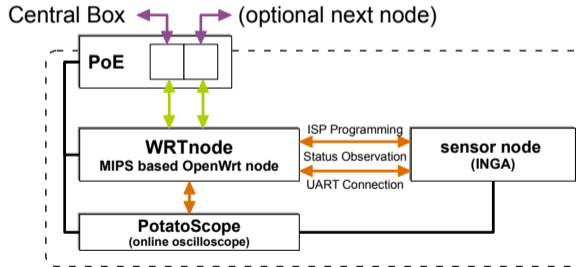 Central Box
(optional next node)
PoE
WRTnode
MIPS based OpenWrt node
ISP Programming
Status Observation
UART Connection
sensor node
(INGA)
PotatoScope
(online oscilloscope)